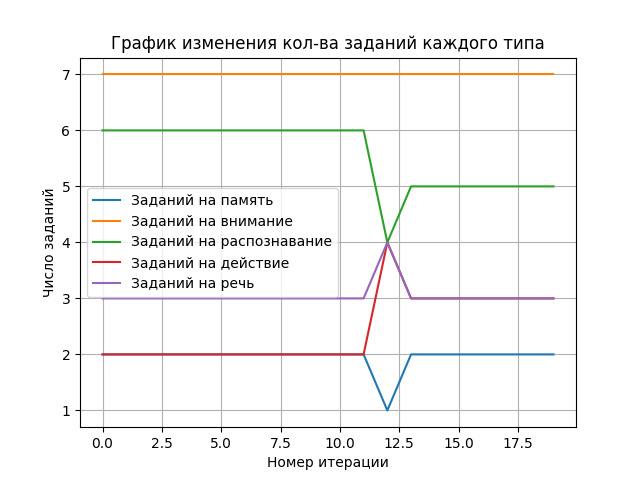 График изменения кол-ва заданий каждого типа
Число заданий
7
6
5
4
3
2
1
Заданий на память
Заданий на внимание
Заданий на распознавание
Заданий на действие
Заданий на речь
0.0 2.5 5.0 7.5 10.0 12.5 15.0 17.5
Номер итерации